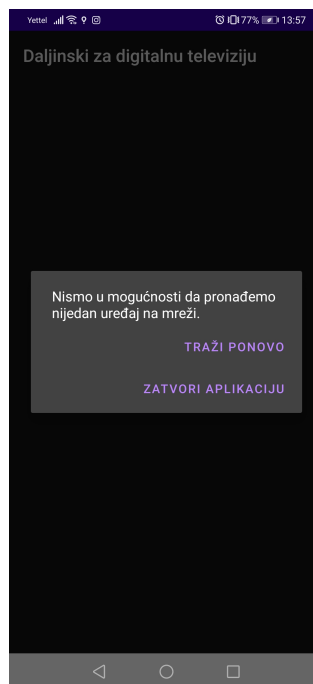 Yettel 77% 13:57
Daljinski za digitalnu televiziju
Nismo u mogućnosti da pronađemo
nijedan uređaj na mreži.
TRAŽI PONOVO
ZATVORI APLIKACIJU